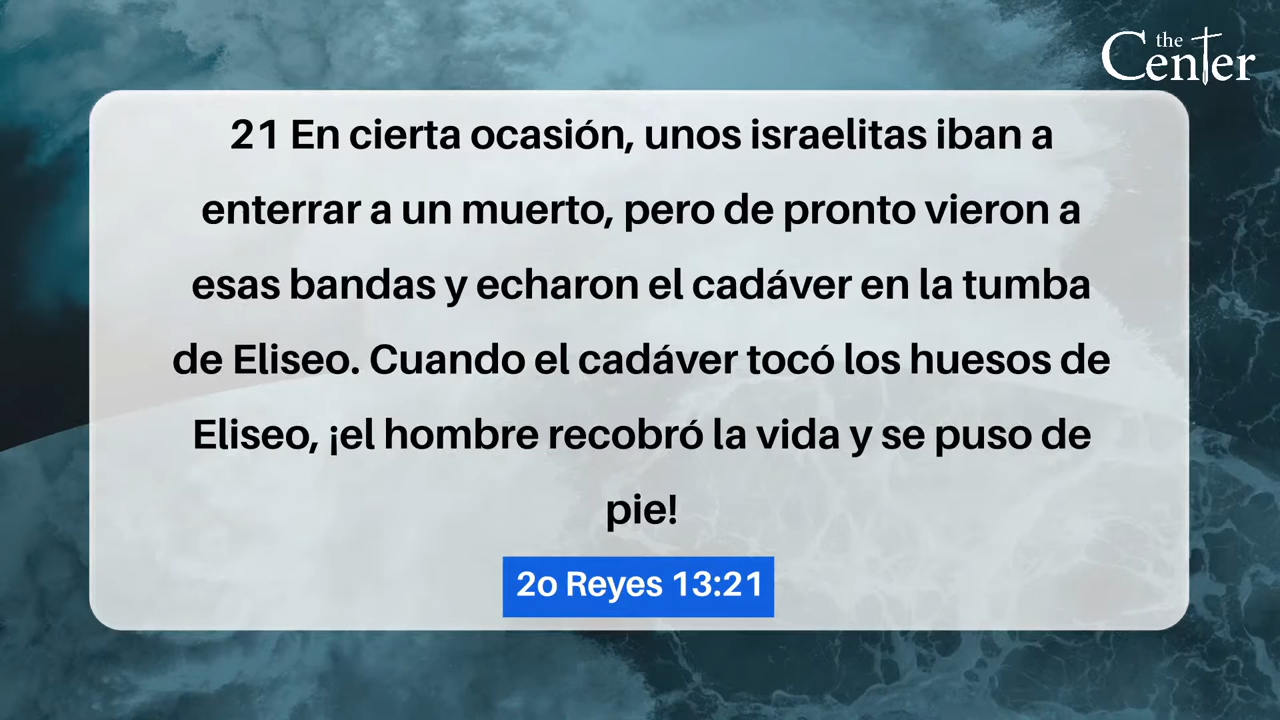 the
Center
21 En cierta ocasión, unos israelitas iban a
enterrar a un muerto, pero de pronto vieron a
esas bandas y echaron el cadáver en la tumba
de Eliseo. Cuando el cadáver tocó los huesos de
Eliseo, ¡el hombre recobró la vida y se puso de
pie!
2o Reyes 13:21